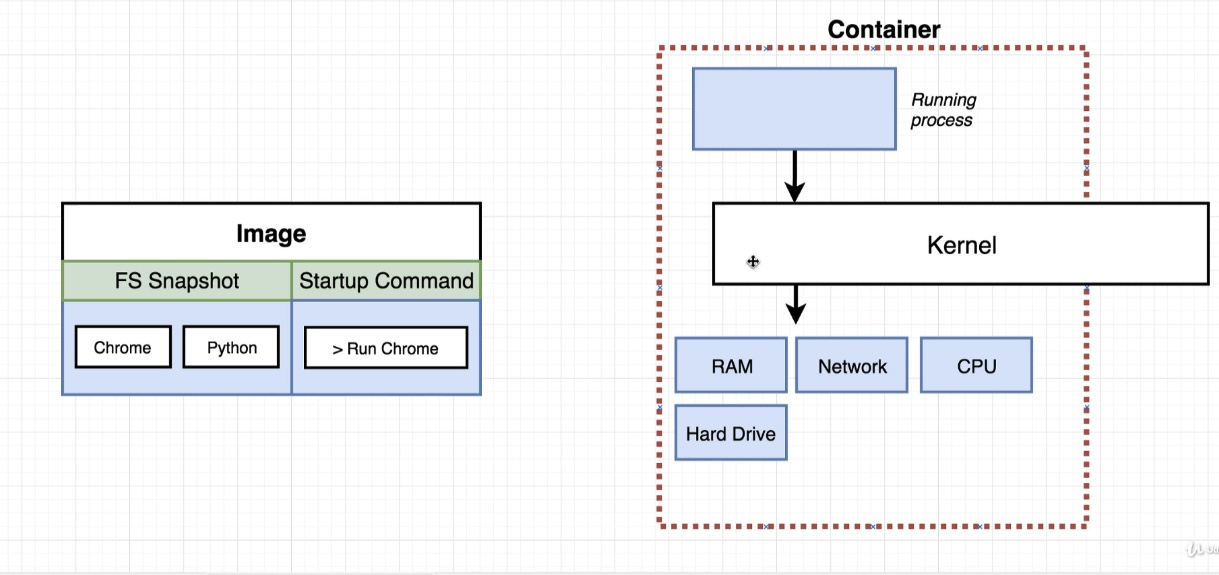 Container
Running
process
Image
FS Snapshot
Startup Command
Chrome
Python
> Run Chrome
Kernel
RAM
Network
CPU
Hard Drive